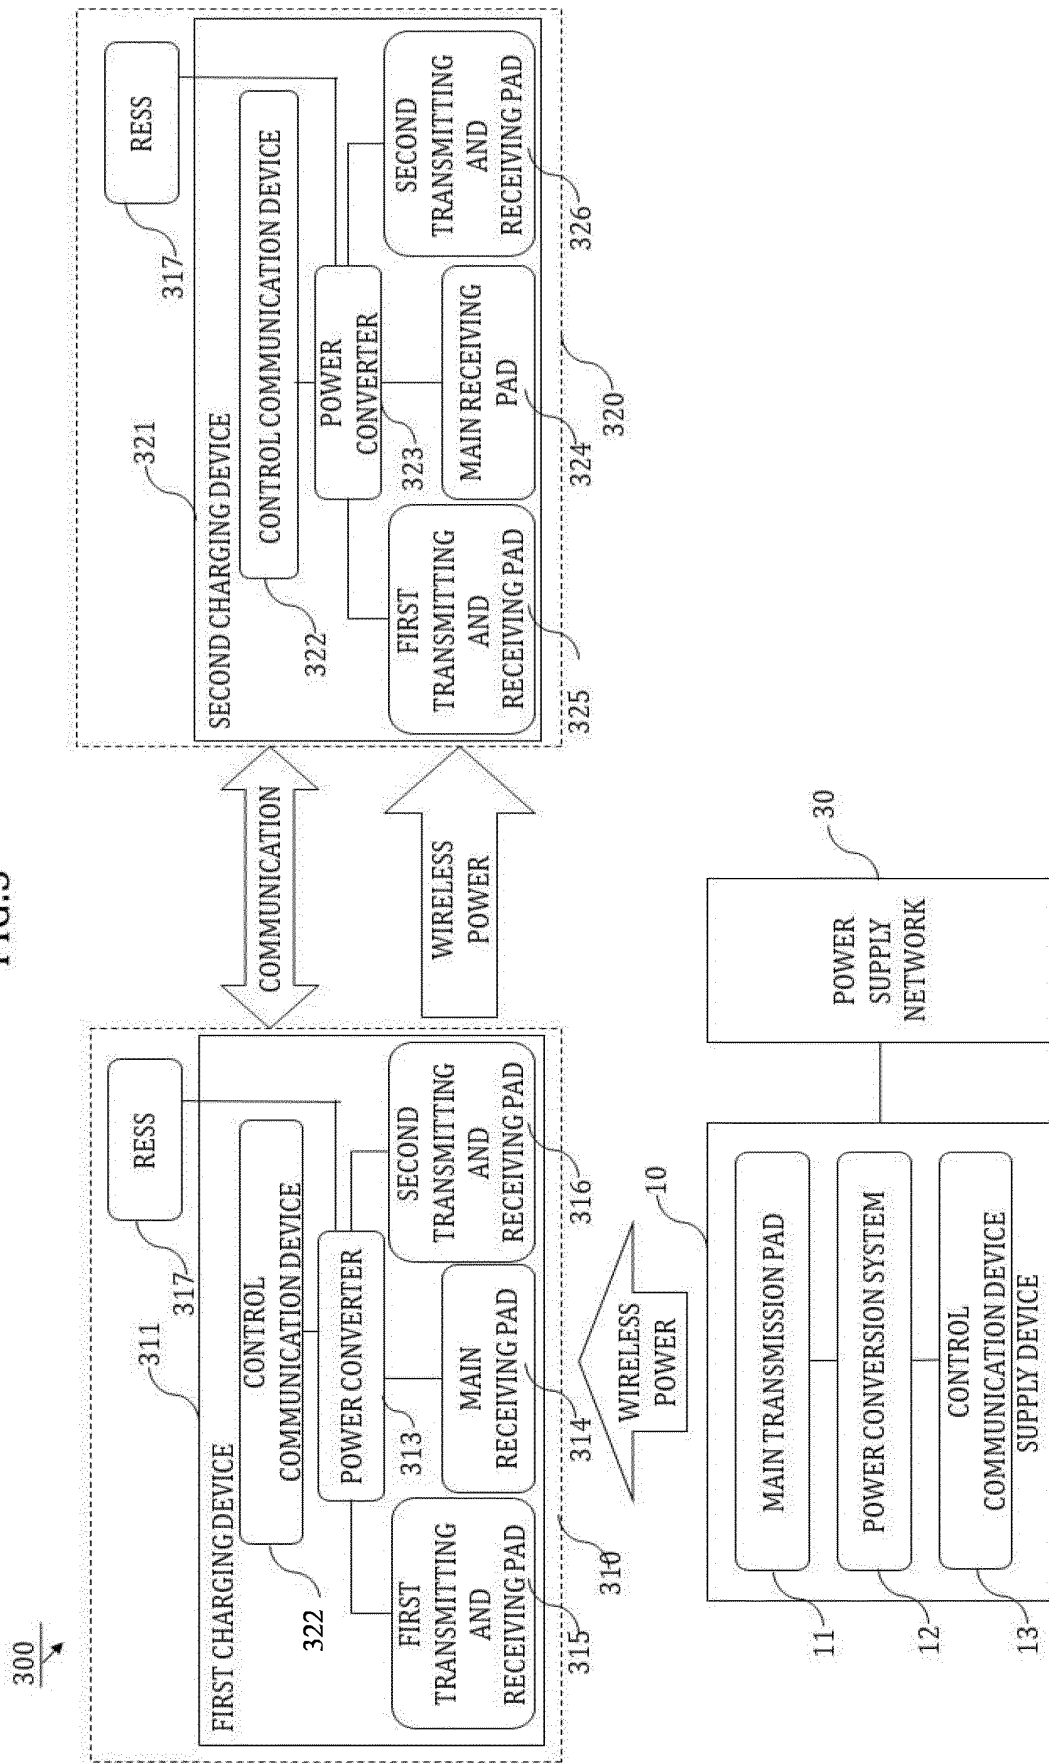 FIG.3
300
FIRST CHARGING DEVICE
311
317
RESS
CONTROL
COMMUNICATION DEVICE
322
POWER CONVERTER
313
FIRST
TRANSMITTING
AND
RECEIVING PAD
315
MAIN
RECEIVING PAD
314
SECOND
TRANSMITTING
AND
RECEIVING PAD
316
310
COMMUNICATION
WIRELESS
POWER
SECOND CHARGING DEVICE
321
317
RESS
CONTROL COMMUNICATION DEVICE
322
POWER
CONVERTER
323
FIRST
TRANSMITTING
AND
RECEIVING PAD
325
MAIN RECEIVING
PAD
324
SECOND
TRANSMITTING
AND
RECEIVING PAD
326
320
WIRELESS
POWER
10
MAIN TRANSMISSION PAD
11
POWER CONVERSION SYSTEM
12
CONTROL
COMMUNICATION DEVICE
SUPPLY DEVICE
13
POWER
SUPPLY
NETWORK
30